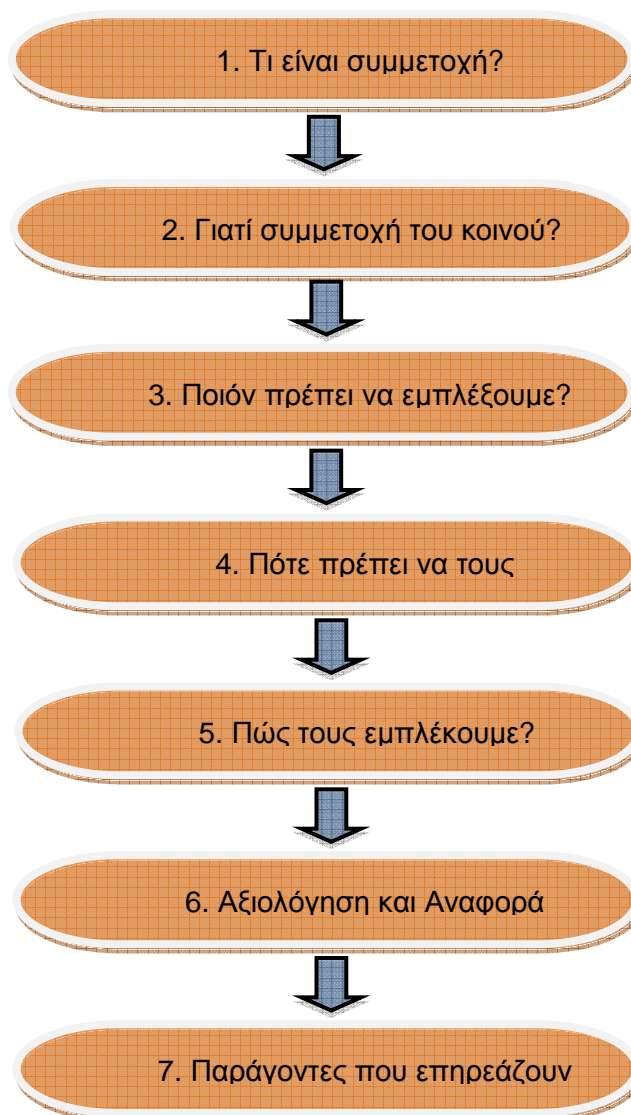 1. Τι είναι συμμετοχή?
2. Γιατί συμμετοχή του κοινού?
3. Ποιόν πρέπει να εμπλέξουμε?
4. Πότε πρέπει να τους
5. Πώς τους εμπλέκουμε?
6. Αξιολόγηση και Αναφορά
7. Παράγοντες που επηρεάζουν